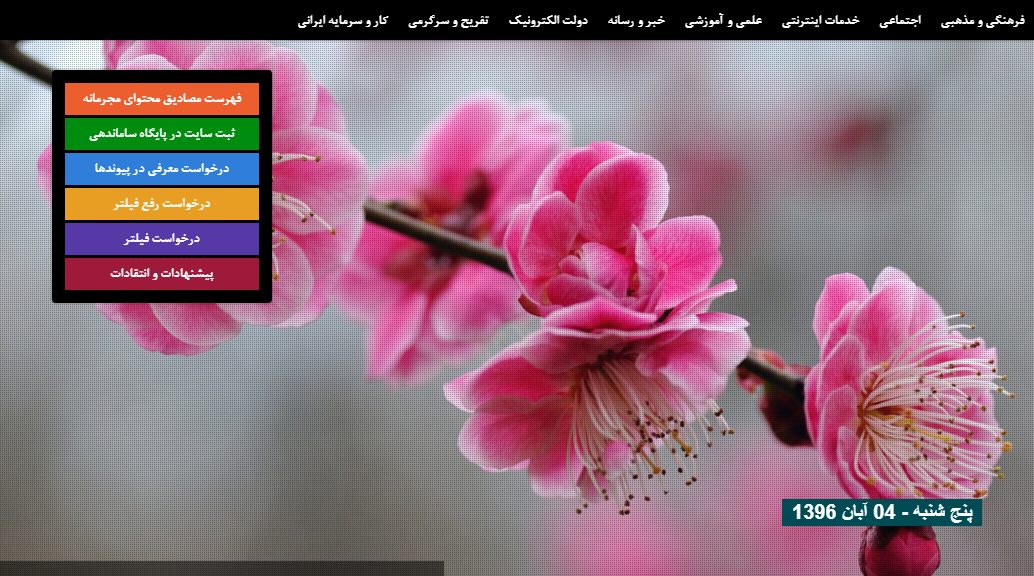 فرهنگی و مذهبی
اجتماعی
خدمات اینترنتی
علمی و آموزشی
خبر و رسانه
دولت الکترونیک
تفریح و سرگرمی
کار و سرمایه ایرانی
فهرست مصادیق محتوای مجرمانه
ثبت سایت در پایگاه ساماندهی
درخواست معرفی در پیوندها
درخواست رفع فیلتر
درخواست فیلتر
پیشنهادات و انتقادات
پنج شنبه - 04 آبان 1396